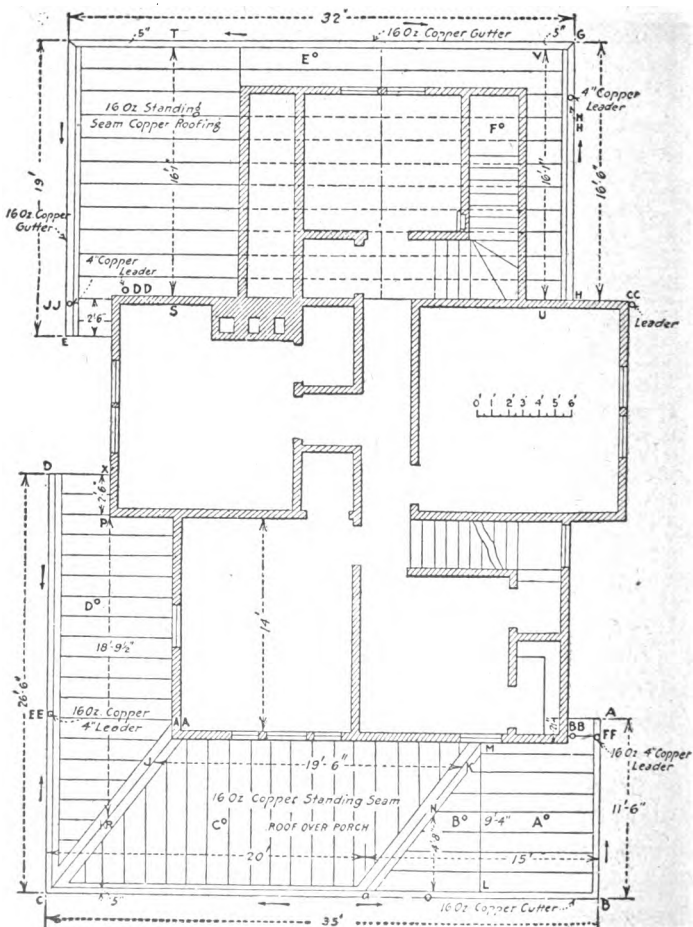 32'
.5" T 16 Oz Copper Gutter .5" G
E° V
4" Copper
Leader
16 Oz Standing
Seam Copper Roofing
N
M
H
F°
19'
16'-1"
16'-1"
16'-6"
16 Oz Copper
Gutter
4" Copper
Leader
DD
JJ
S
U
H
CC
Leader
2'-6"
E
0' 1' 2' 3' 4' 5' 6'
D
X
2'-6"
P
D°
14'
18'-9½"
26'-6"
EE
16 Oz. Copper
4" Leader
A A
A
BB
FF
16 Oz 4" Copper
Leader
J
19'-6"
K
M
11'-6"
16 Oz Copper Standing Seam
ROOF OVER PORCH
Y
R
C°
N
B° 9'-4" A°
4'-8"
20'
15'
L
C
.5"
G
16 Oz Copper Gutter
B
35'